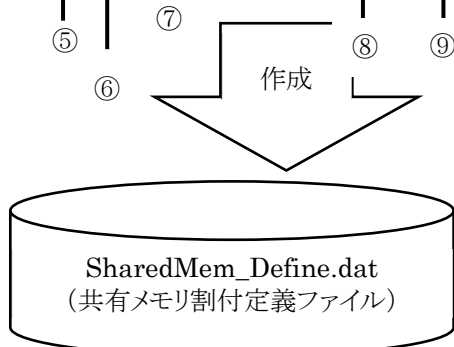 ⑤ ⑥ ⑦ ⑧ ⑨
作成
SharedMem_Define.dat
（共有メモリ割付定義ファイル）